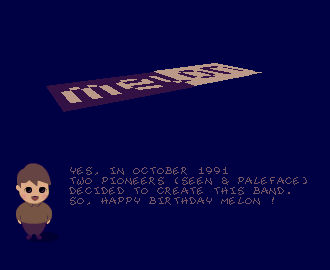 melon
YES, IN OCTOBER 1991
TWO PIONEERS (SEEN & PALEFACE)
DECIDED TO CREATE THIS BAND.
SO, HAPPY BIRTHDAY MELON !